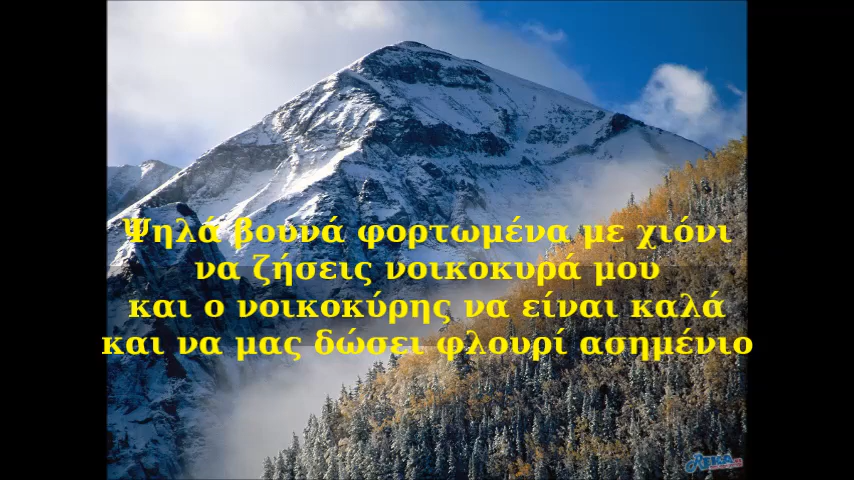 Ψηλά βουνά φορτωμένα με χιόνι
να ζήσεις νοικοκυρά μου
και ο νοικοκύρης να είναι καλά
και να μας δώσει φλουρί ασημένιο